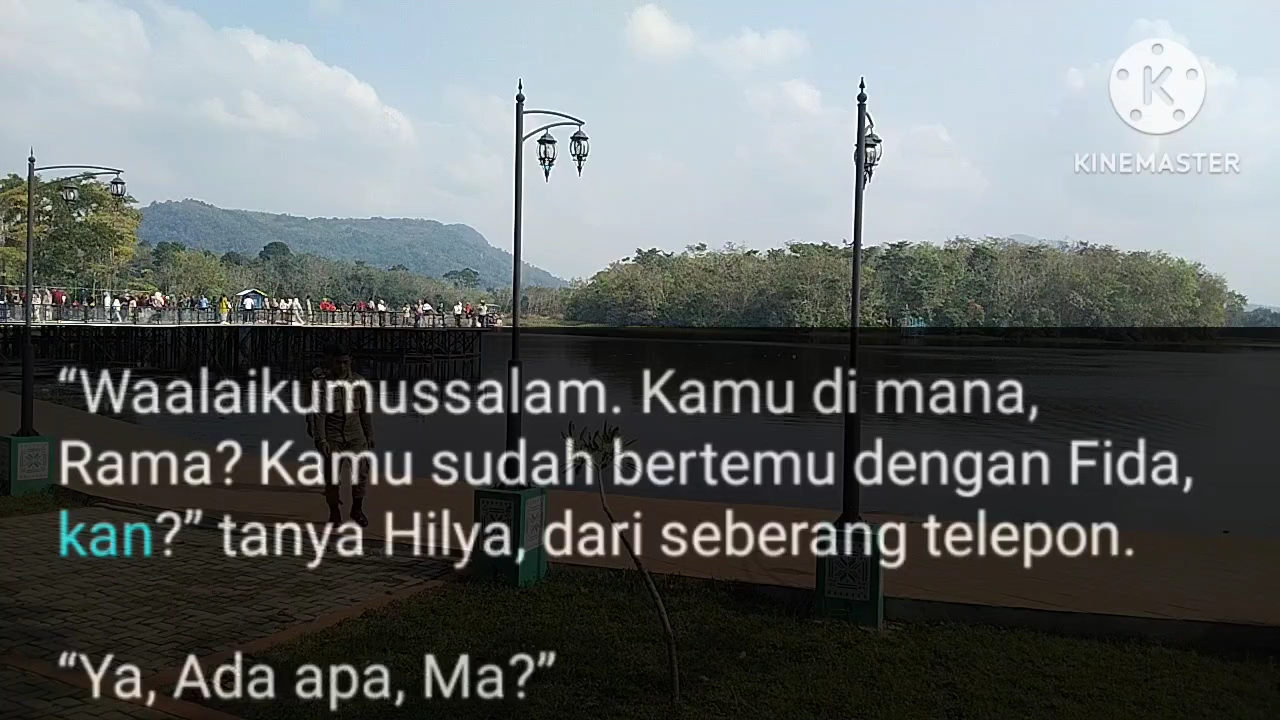 KINEMASTER
“Waalaikumussalam. Kamu di mana,
Rama? Kamu sudah bertemu dengan Fida,
kan?” tanya Hilya, dari seberang telepon.
“Ya, Ada apa, Ma?”